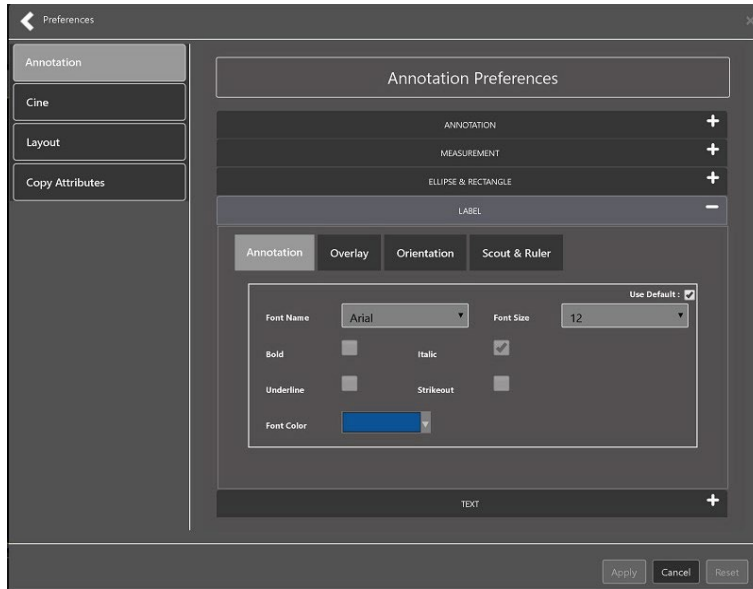 Preferences
Annotation
Cine
Layout
Copy Attributes
Annotation Preferences
ANNOTATION
MEASUREMENT
ELLIPSE & RECTANGLE
LABEL
Annotation Overlay Orientation Scout & Ruler
Use Default :
Font Name Arial Font Size 12
Bold Italic
Underline Strikeout
Font Color
TEXT
Apply Cancel Reset